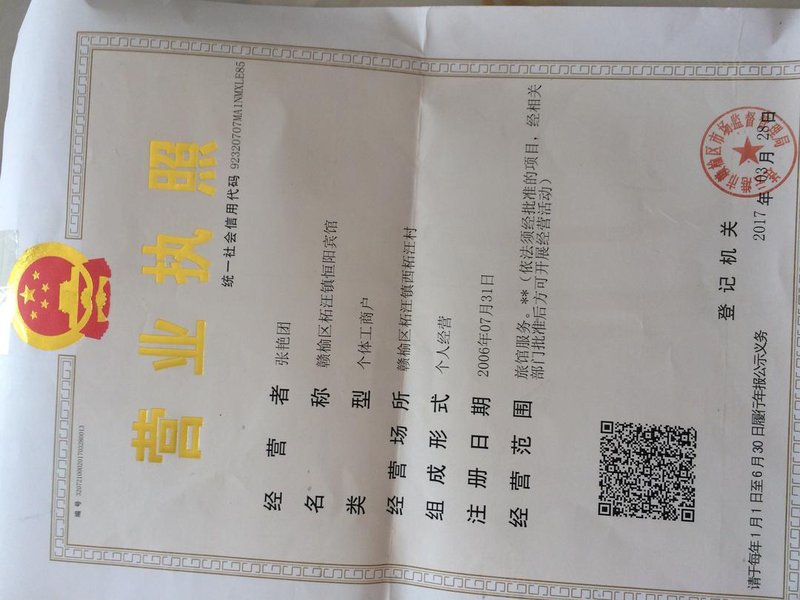 编号 320721000201703280013
营业执照
统一社会信用代码 92320707MA1NMXLE85
经营者 张艳团
名称 赣榆区柘汪镇恒阳宾馆
类型 个体工商户
经营场所 赣榆区柘汪镇西柘汪村
组成形式 个人经营
注册日期 2006年07月31日
经营范围 旅馆服务。**（依法须经批准的项目，经相关
部门批准后方可开展经营活动）
登记机关
2017年03月28日
请于每年1月1日至6月30日履行年报公示义务